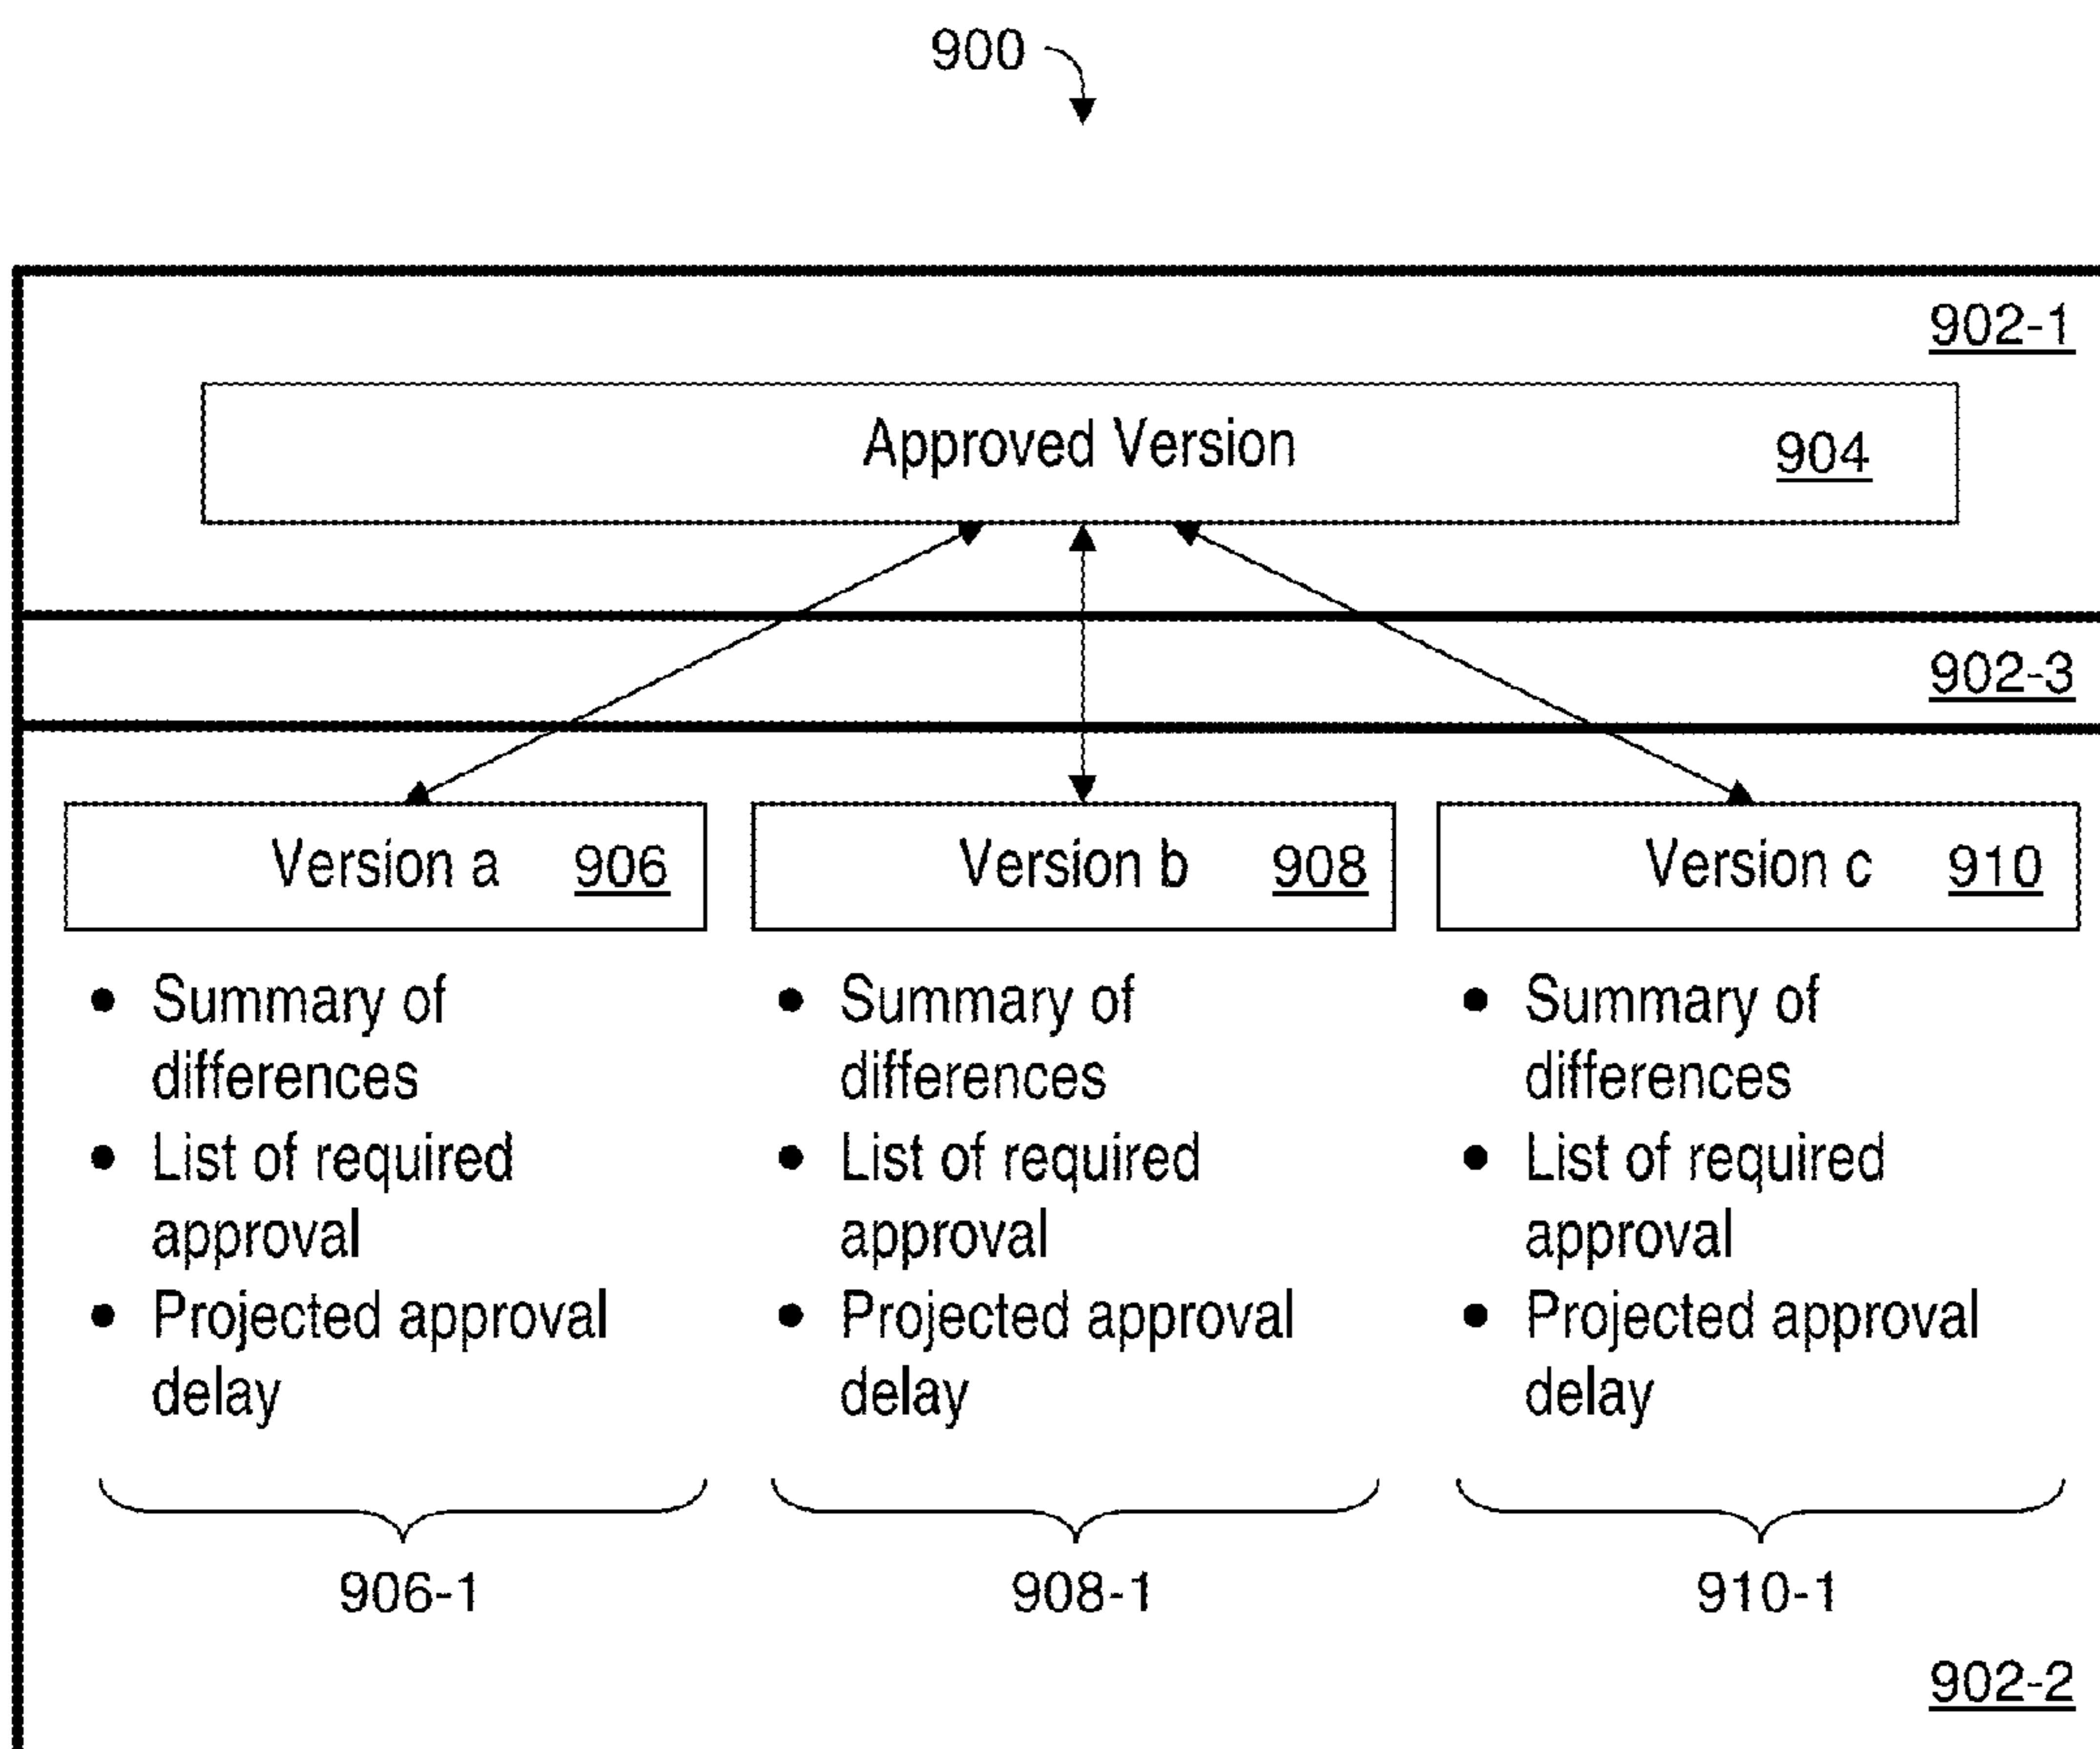 900
902-1
Approved Version 904
902-3
Version a 906
Version b 908
Version c 910
• Summary of
differences
• List of required
approval
• Projected approval
delay
• Summary of
differences
• List of required
approval
• Projected approval
delay
• Summary of
differences
• List of required
approval
• Projected approval
delay
906-1
908-1
910-1
902-2